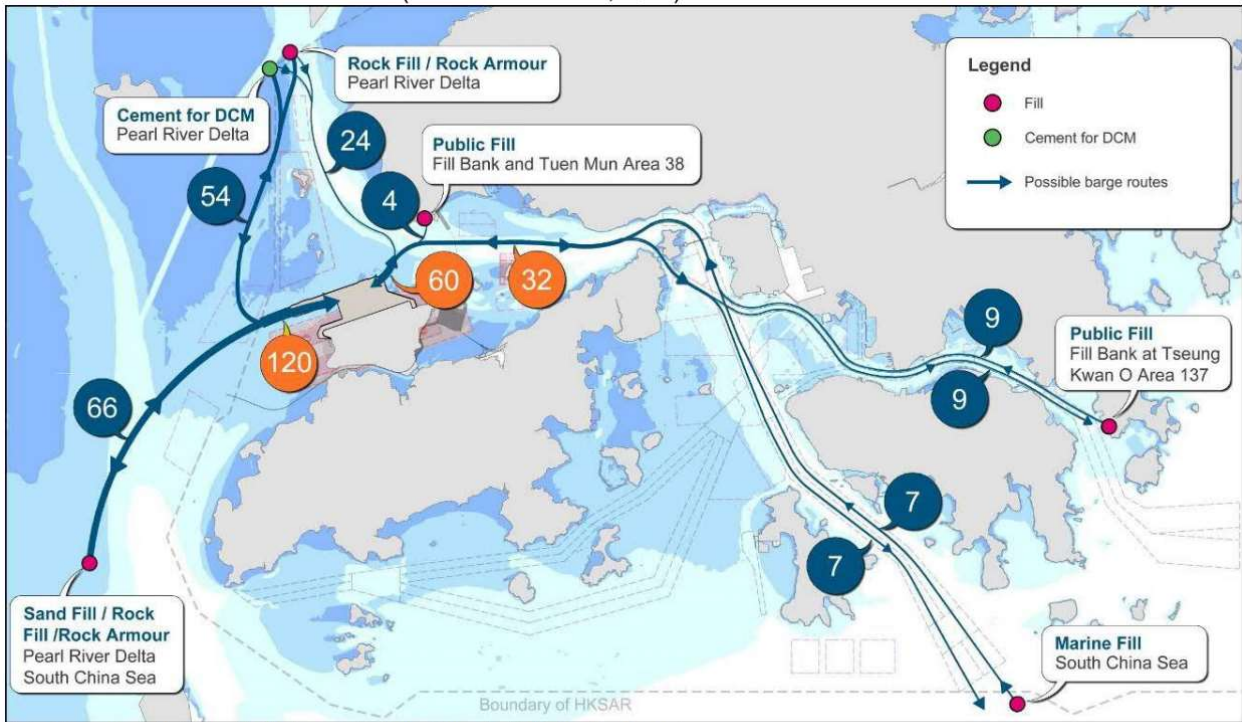 Rock Fill / Rock Armour
Pearl River Delta
Cement for DCM
Pearl River Delta
Public Fill
Fill Bank and Tuen Mun Area 38
24
4
54
60
32
120
66
9
9
7
7
Public Fill
Fill Bank at Tseung
Kwan O Area 137
Sand Fill / Rock
Fill /Rock Armour
Pearl River Delta
South China Sea
Marine Fill
South China Sea
Boundary of HKSAR
Legend
Fill
Cement for DCM
Possible barge routes